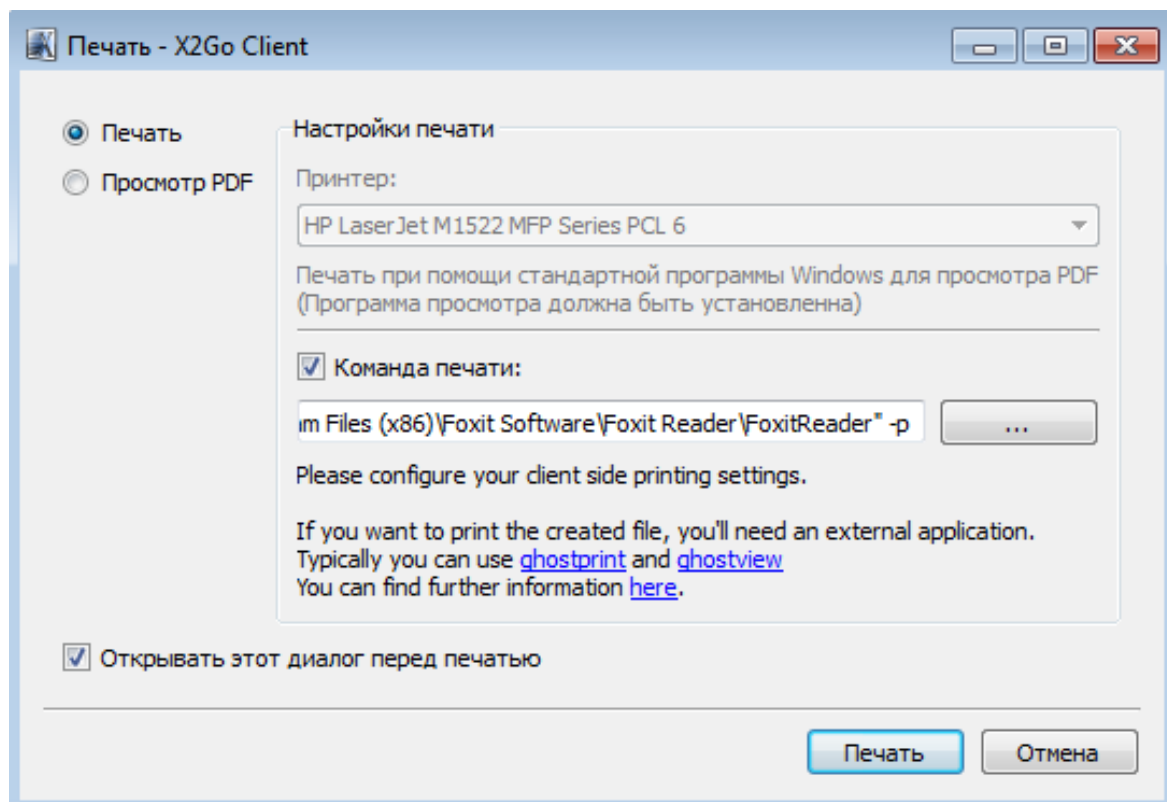 Печать - X2Go Client
Печать
Просмотр PDF
Настройки печати
Принтер:
HP LaserJet M1522 MFP Series PCL 6
Печать при помощи стандартной программы Windows для просмотра PDF
(Программа просмотра должна быть установленна)
Команда печати:
Files (x86)\Foxit Software\Foxit Reader\FoxitReader" -p
...
Please configure your client side printing settings.
If you want to print the created file, you'll need an external application.
Typically you can use ghostprint and ghostview
You can find further information here.
Открывать этот диалог перед печатью
Печать
Отмена